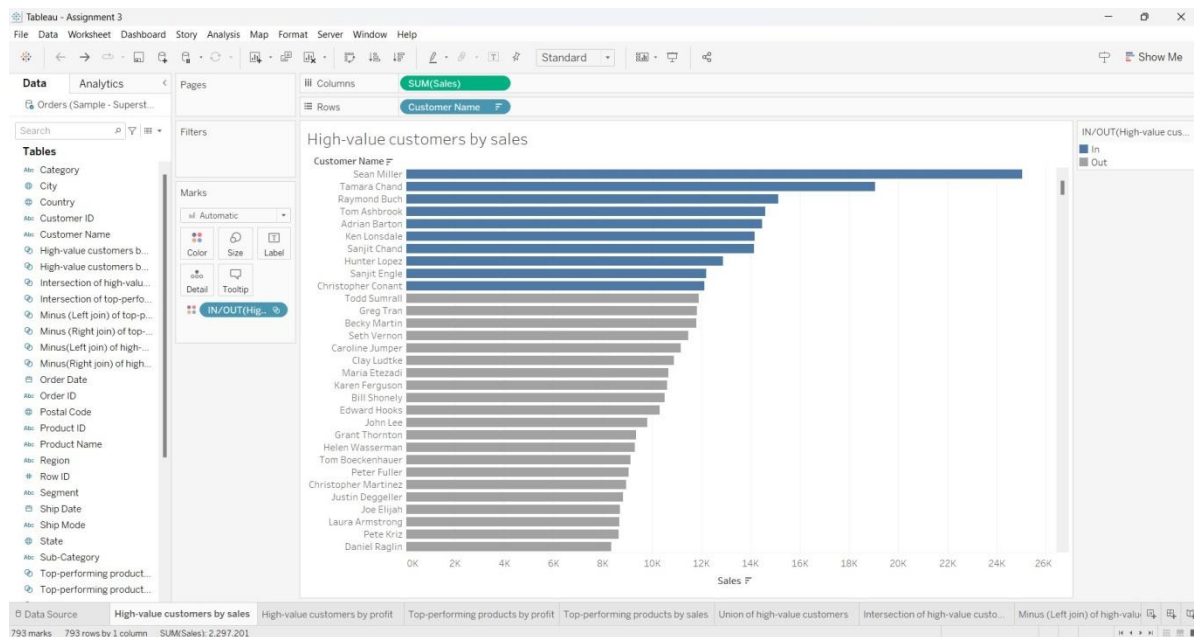 Tableau - Assignment 3
File Data Worksheet Dashboard Story Analysis Map Format Server Window Help
Standard
Show Me
Data Analytics
Orders (Sample - Superst...
Search
Tables
Abc Category
City
Country
Abc Customer ID
Abc Customer Name
High-value customers b...
High-value customers b...
Intersection of high-valu...
Intersection of top-perfo...
Minus (Left join) of top-p...
Minus (Right join) of top-...
Minus(Left join) of high-...
Minus(Right join) of high...
Order Date
Abc Order ID
Postal Code
Abc Product ID
Abc Product Name
Abc Region
# Row ID
Abc Segment
Ship Date
Abc Ship Mode
State
Abc Sub-Category
Top-performing product...
Top-performing product...
Pages
Filters
Marks
Automatic
Color Size Label
Detail Tooltip
IN/OUT(Hig..
Columns SUM(Sales)
Rows Customer Name
High-value customers by sales
Customer Name
Sean Miller
Tamara Chand
Raymond Buch
Tom Ashbrook
Adrian Barton
Ken Lonsdale
Sanjit Chand
Hunter Lopez
Sanjit Engle
Christopher Conant
Todd Sumrall
Greg Tran
Becky Martin
Seth Vernon
Caroline Jumper
Clay Ludtke
Maria Etezadi
Karen Ferguson
Bill Shonely
Edward Hooks
John Lee
Grant Thornton
Helen Wasserman
Tom Boeckenhauer
Peter Fuller
Christopher Martinez
Justin Deggeller
Joe Elijah
Laura Armstrong
Pete Kriz
Daniel Raglin
0K 2K 4K 6K 8K 10K 12K 14K 16K 18K 20K 22K 24K 26K
Sales
IN/OUT(High-value cus...
In
Out
Data Source High-value customers by sales High-value customers by profit Top-performing products by profit Top-performing products by sales Union of high-value customers Intersection of high-value custo... Minus (Left join) of high-valu
793 marks 793 rows by 1 column SUM(Sales): 2,297,201